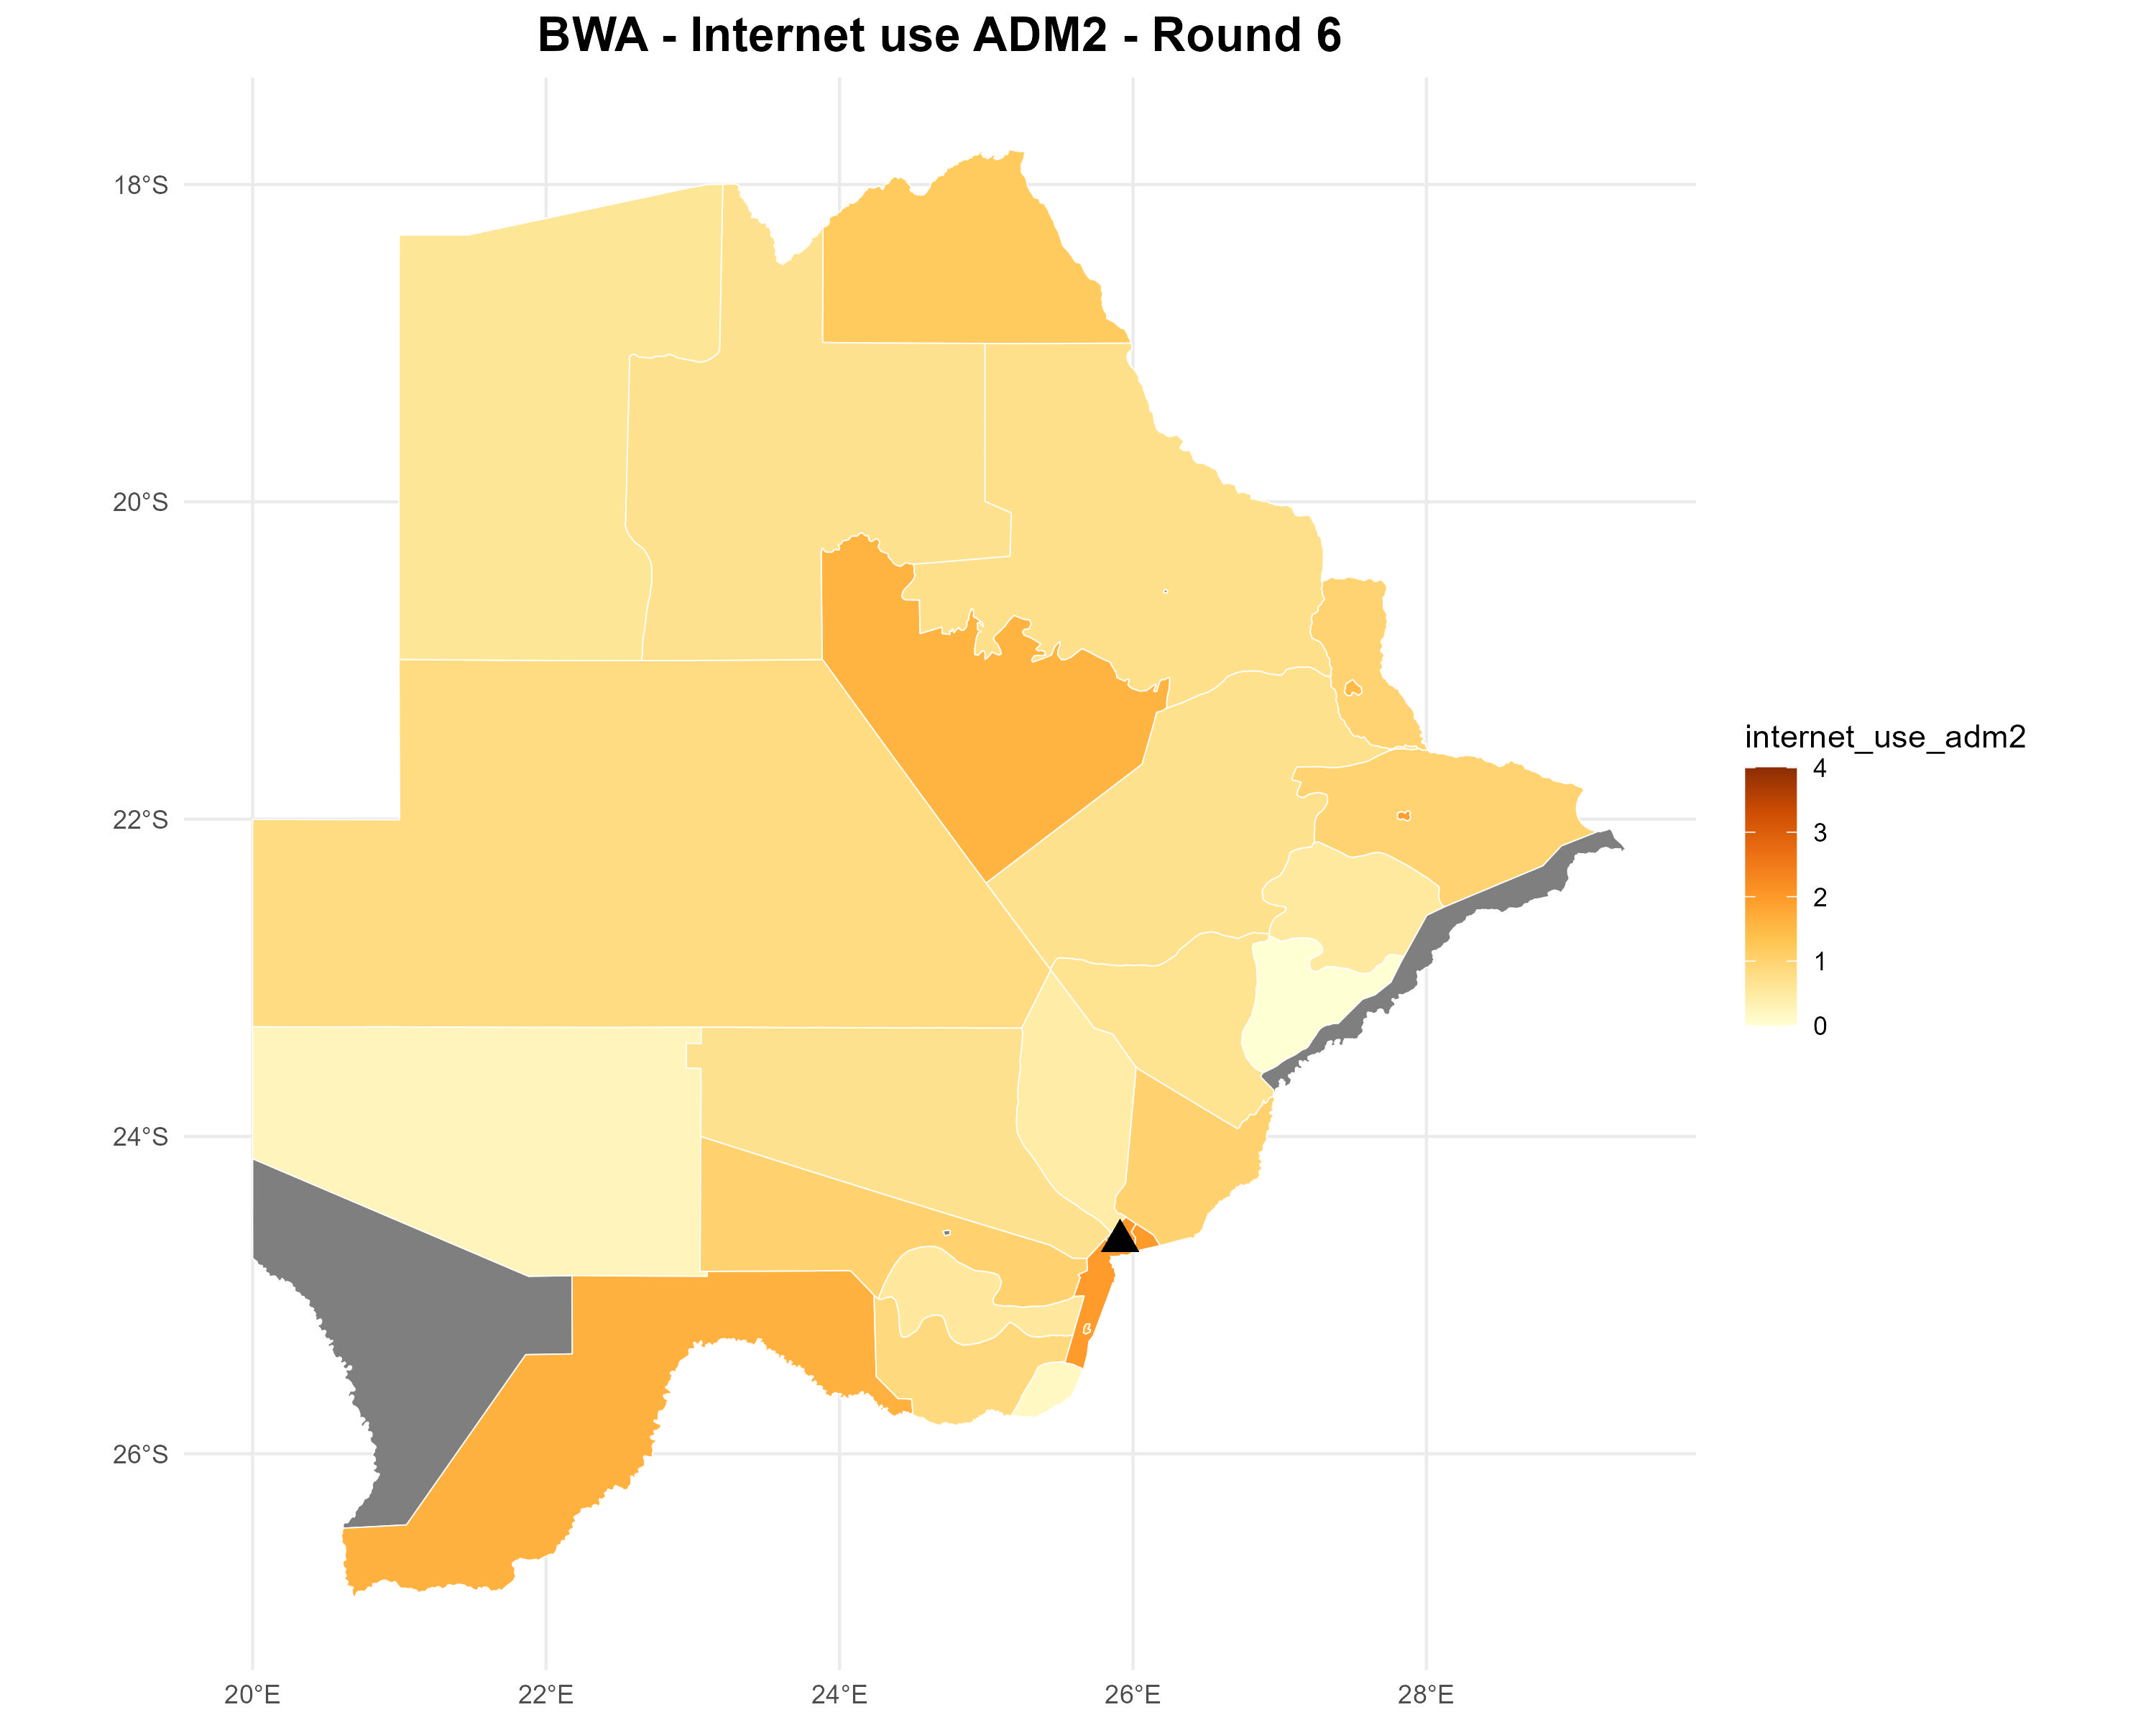 BWA - Internet use ADM2 - Round 6
18°S
20°S
22°S
24°S
26°S
20°E
22°E
24°E
26°E
28°E
internet_use_adm2
4
3
2
1
0